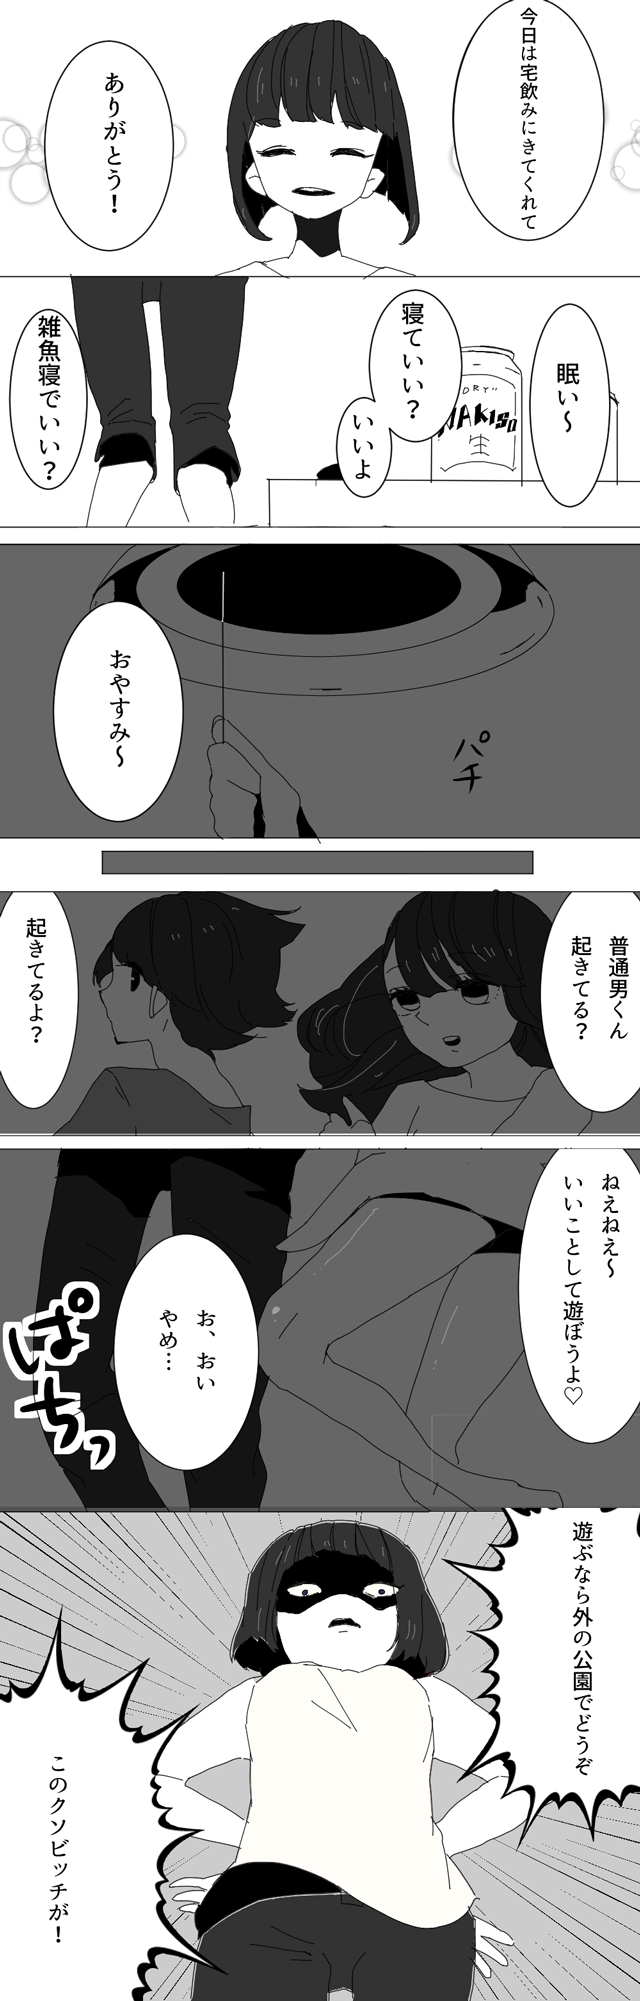 今日は宅飲みにきてくれて
ありがとう！
眠い～
寝ていい？
いいよ
雑魚寝でいい？
DRY
生
パチ
おやすみ～
普通男くん
起きてる？
起きてるよ？
ねえねえ～
いいことして遊ぼうよ♡
お、おい
やめ…
ぱちっ
遊ぶなら外の公園でどうぞ
このクソビッチが！